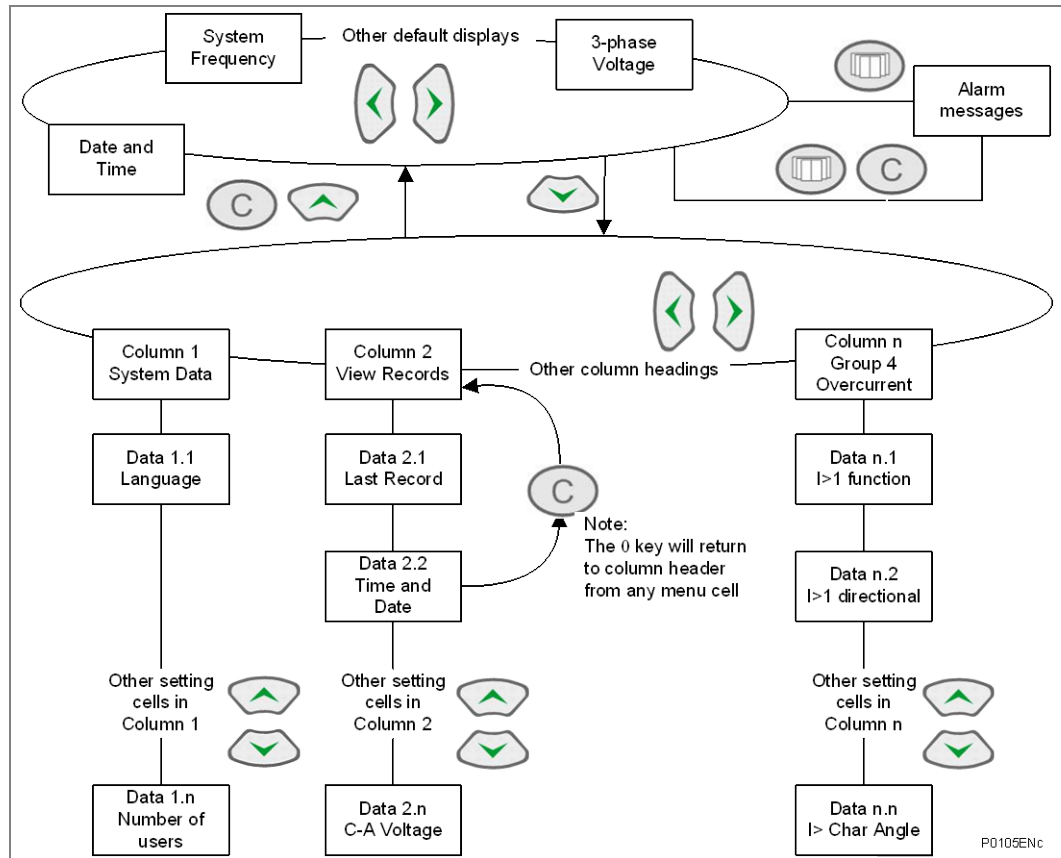 System
Frequency
Other default displays
3-phase
Voltage
Alarm
messages
Date and
Time
C
C
Column 1
System Data
Column 2
View Records
Other column headings
Column n
Group 4
Overcurrent
Data 1.1
Language
Data 2.1
Last Record
Data n.1
I>1 function
C
Note:
The 0 key will return
to column header
from any menu cell
Data 2.2
Time and
Date
Data n.2
I>1 directional
Other setting
cells in
Column 1
Other setting
cells in
Column 2
Other setting
cells in
Column n
Data 1.n
Number of
users
Data 2.n
C-A Voltage
Data n.n
I> Char Angle
P0105ENc